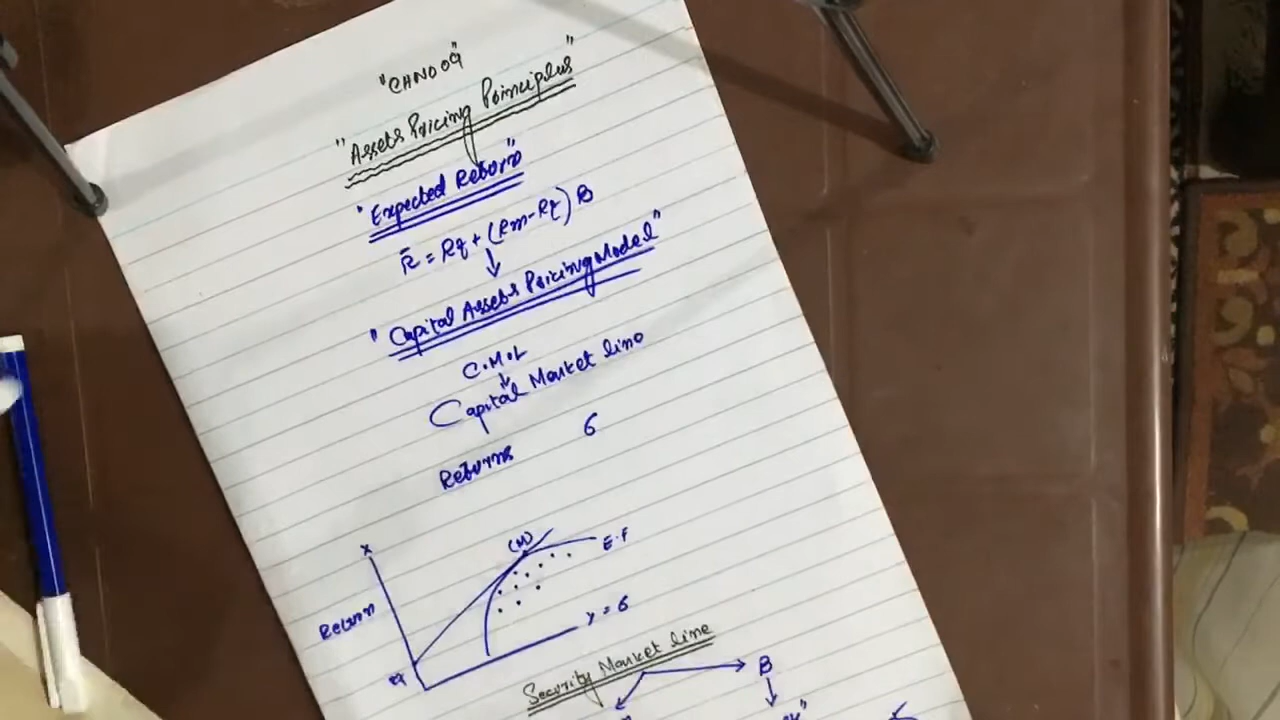 "CH NO 09"
"Assets Pricing Principles"
"Expected Return"
R̄ = Rf + (Rm-Rf) B
"Capital Assets Pricing Model"
C.M.L
Capital Market line
Returns 6
X
(M)
E.F
Return
y = 6
Rf
Security Market line
B